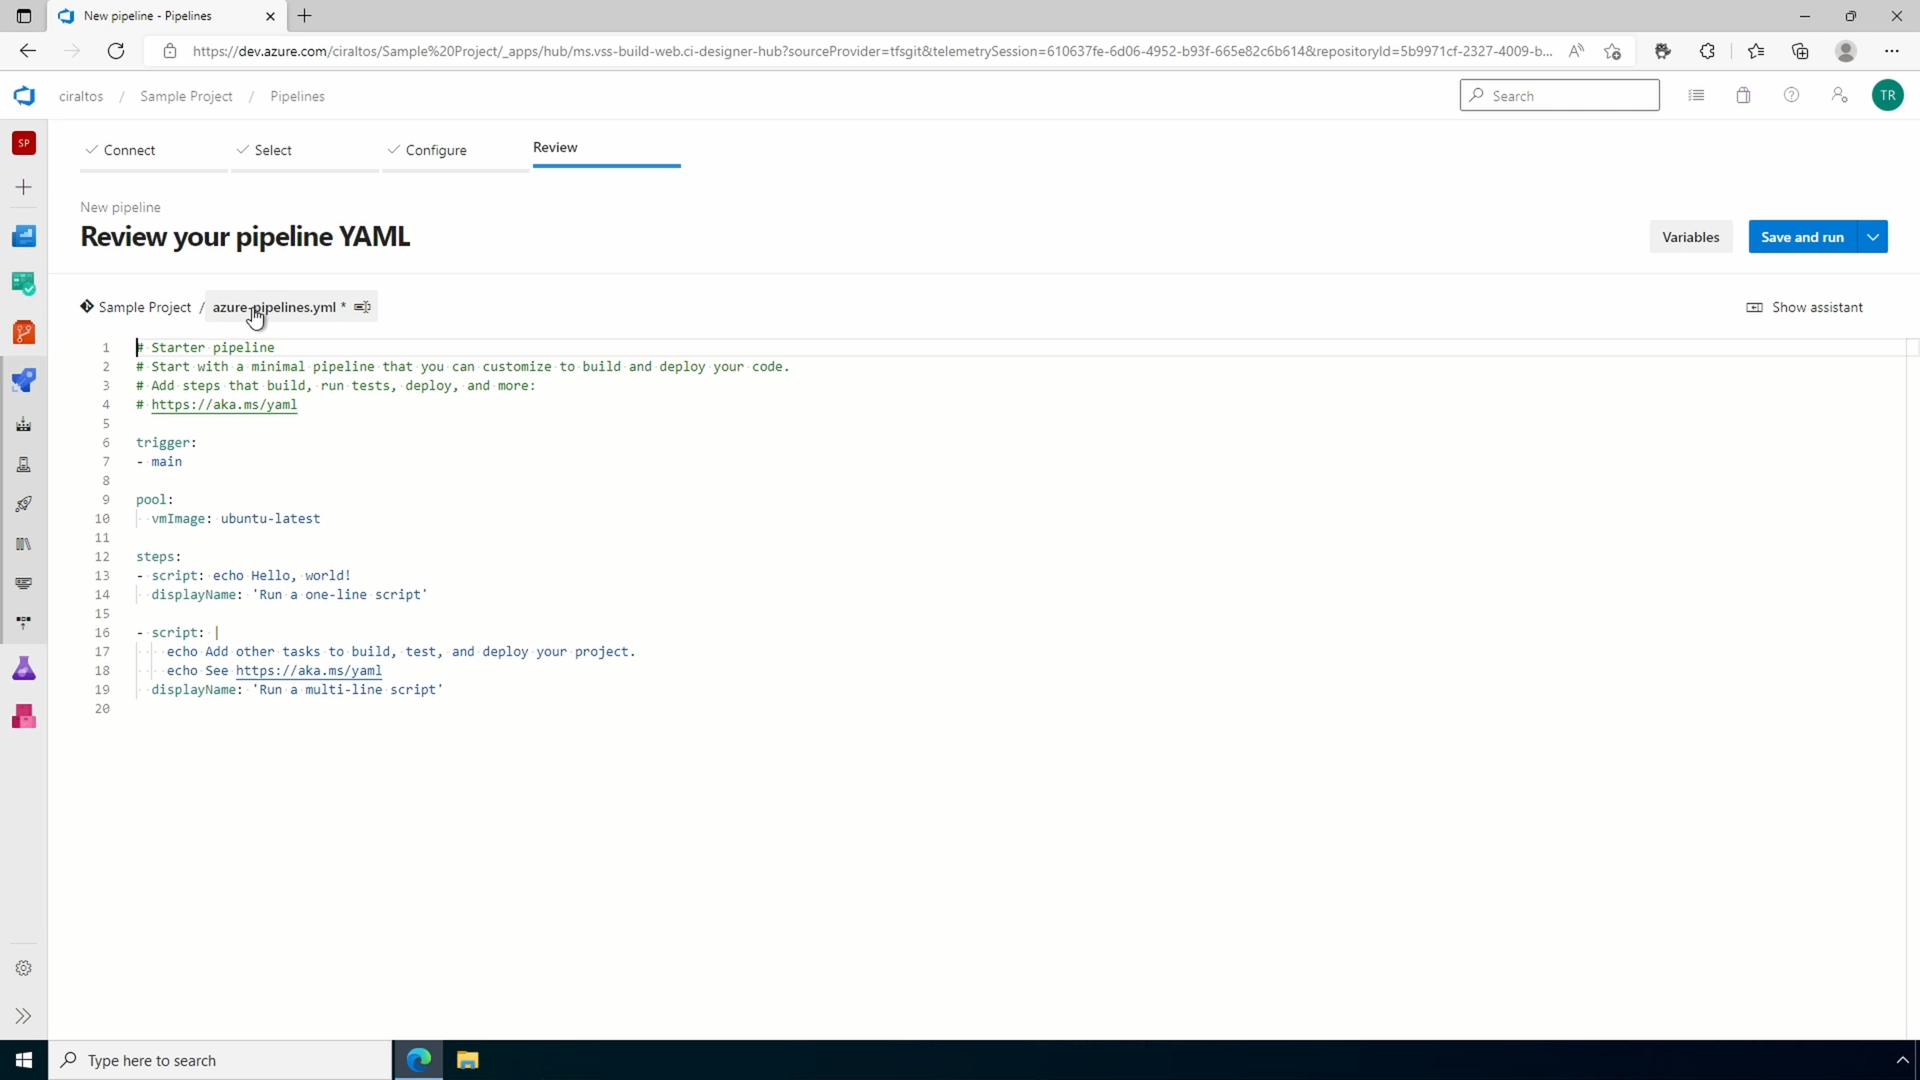 New pipeline - Pipelines
https://dev.azure.com/ciraltos/Sample%20Project/_apps/hub/ms.vss-build-web.ci-designer-hub?sourceProvider=tfsgit&telemetrySession=610637fe-6d06-4952-b93f-665e82c6b614&repositoryId=5b9971cf-2327-4009-b...
ciraltos / Sample Project / Pipelines
Search
TR
SP
Connect
Select
Configure
Review
New pipeline
Review your pipeline YAML
Variables
Save and run
Sample Project / azure-pipelines.yml *
Show assistant
1 # Starter pipeline
2 # Start with a minimal pipeline that you can customize to build and deploy your code.
3 # Add steps that build, run tests, deploy, and more:
4 # https://aka.ms/yaml
5
6 trigger:
7 - main
8
9 pool:
10   vmImage: ubuntu-latest
11
12 steps:
13 - script: echo Hello, world!
14   displayName: 'Run a one-line script'
15
16 - script: |
17     echo Add other tasks to build, test, and deploy your project.
18     echo See https://aka.ms/yaml
19   displayName: 'Run a multi-line script'
20
Type here to search